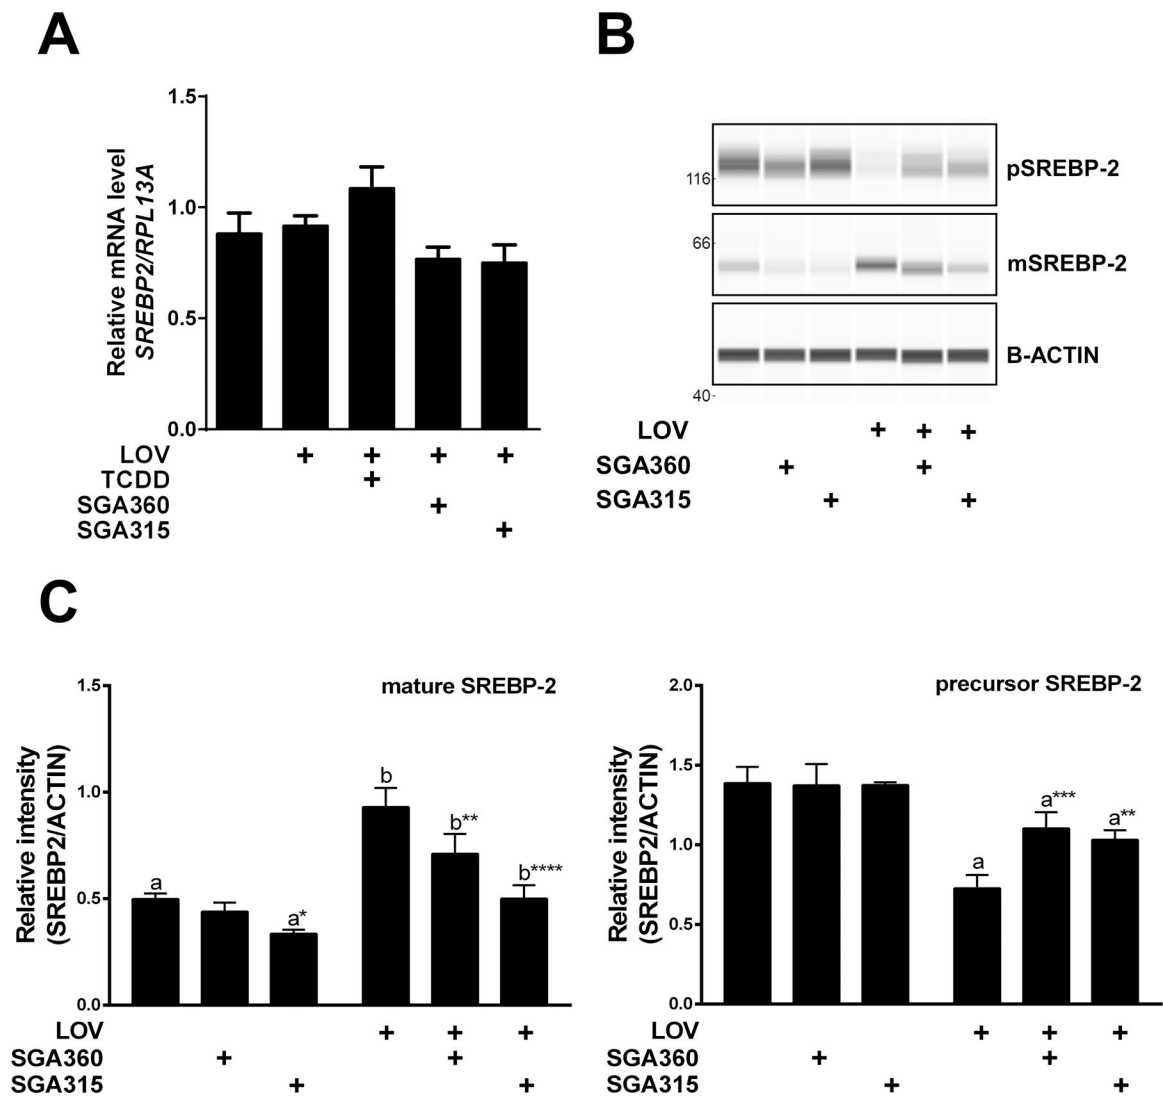 A
1.5
1.0
0.5
0.0
Relative mRNA level
SREBP2/RPL13A
LOV + + + +
TCDD +
SGA360 +
SGA315 +
B
116-
66-
40-
pSREBP-2
mSREBP-2
B-ACTIN
LOV + + +
SGA360 + +
SGA315 + +
C
mature SREBP-2
1.5
1.0
0.5
0.0
Relative intensity
(SREBP2/ACTIN)
a
a*
b
b**
b****
LOV + + +
SGA360 + +
SGA315 + +
precursor SREBP-2
2.0
1.5
1.0
0.5
0.0
Relative intensity
(SREBP2/ACTIN)
a
a***
a**
LOV + + +
SGA360 + +
SGA315 + +